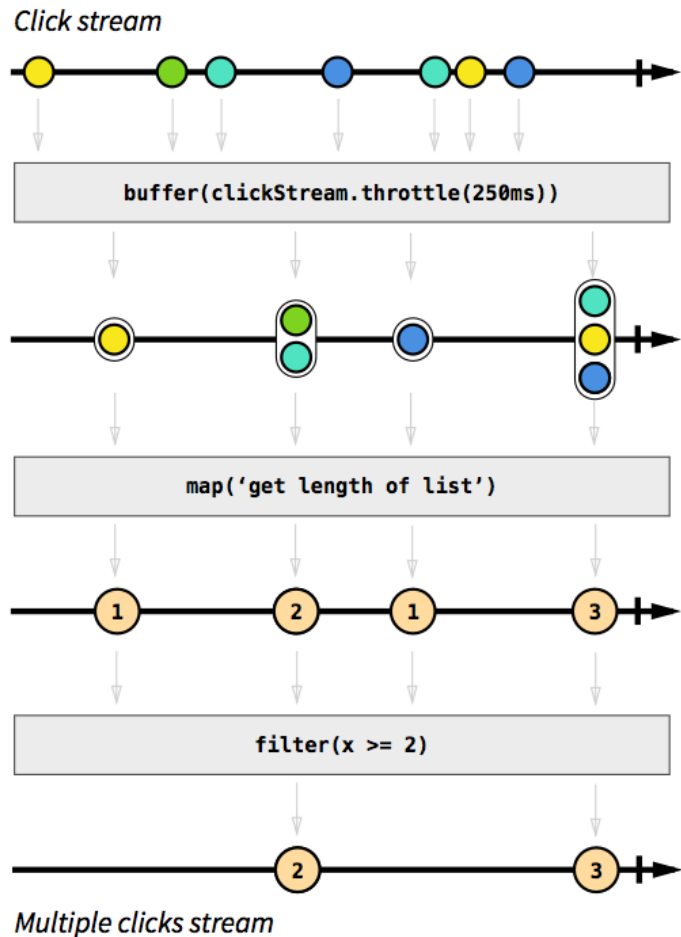 Click stream
buffer(clickStream.throttle(250ms))
map(‘get length of list’)
1 2 1 3
filter(x >= 2)
2 3
Multiple clicks stream